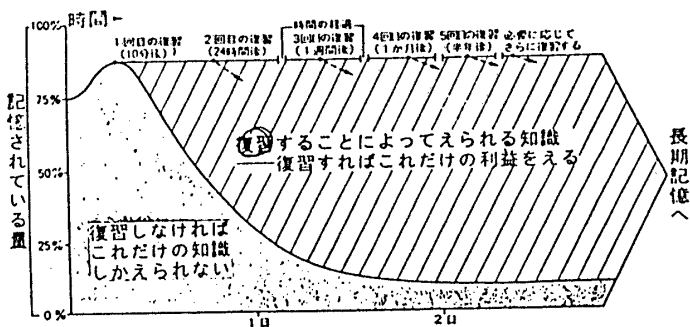 100%
時間←
時間の経過
1回目の復習
(10分後)
2回目の復習
(24時間後)
3回目の復習
(1週間後)
4回目の復習
(1か月後)
5回目の復習
(半年後)
必要に応じて
さらに復習する
75%
50%
25%
0%
記憶されている量
復習することによってえられる知識
復習すればこれだけの利益をえる
復習しなければ
これだけの知識
しかえられない
長期記憶へ
1日
2日